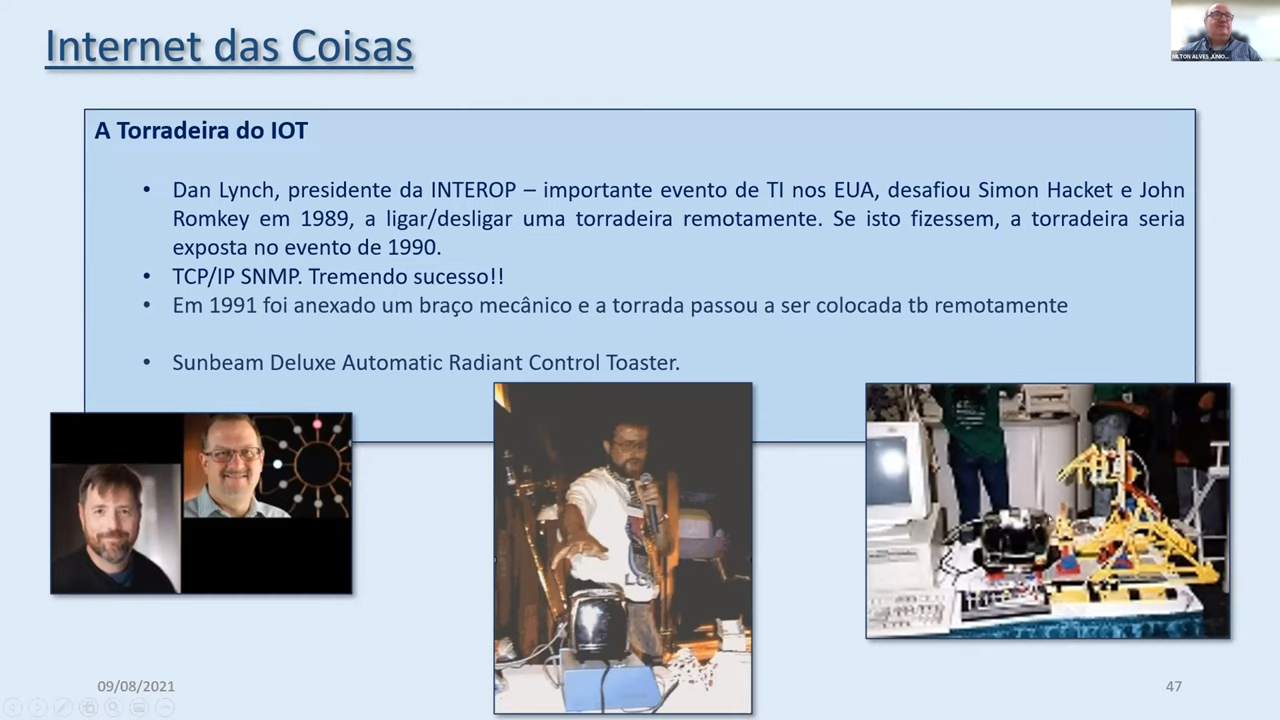 Internet das Coisas
A Torradeira do IOT
• Dan Lynch, presidente da INTEROP – importante evento de TI nos EUA, desafiou Simon Hacket e John
Romkey em 1989, a ligar/desligar uma torradeira remotamente. Se isto fizessem, a torradeira seria
exposta no evento de 1990.
• TCP/IP SNMP. Tremendo sucesso!!
• Em 1991 foi anexado um braço mecânico e a torrada passou a ser colocada tb remotamente
• Sunbeam Deluxe Automatic Radiant Control Toaster.
09/08/2021
47